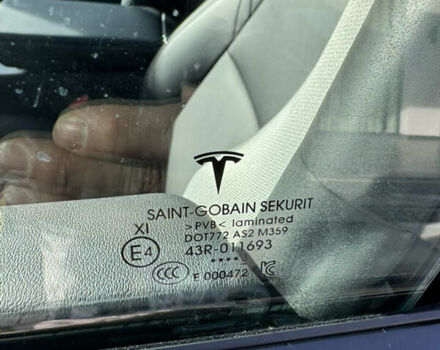 SAINT-GOBAIN SEKURIT
XI >PVB< laminated
DOT772 AS2 M359
E4 43R-011693
CCC E 000472